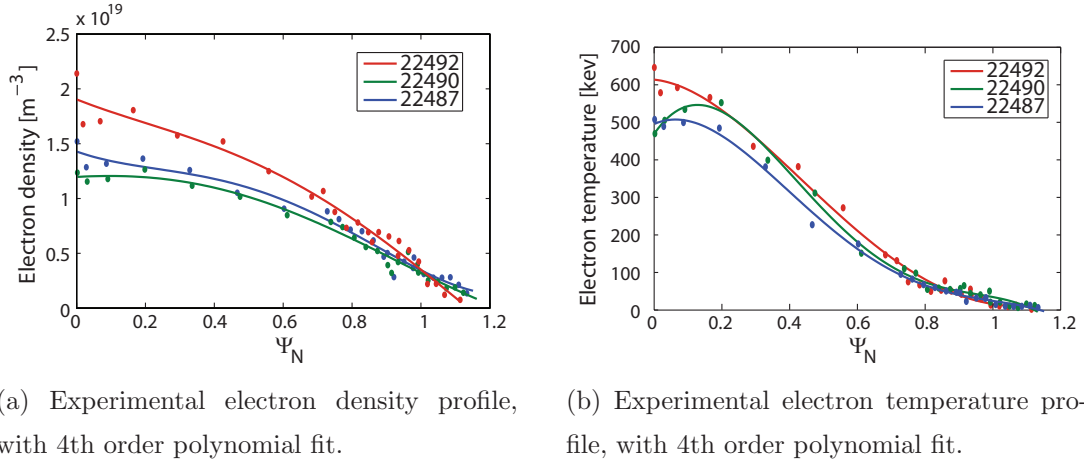 x 10^19
2.5
2
1.5
1
0.5
0
Electron density [m^-3]
0 0.2 0.4 0.6 0.8 1 1.2
Ψ_N
22492
22490
22487
700
600
500
400
300
200
100
0
Electron temperature [kev]
0 0.2 0.4 0.6 0.8 1 1.2
Ψ_N
22492
22490
22487
(a) Experimental electron density profile,
with 4th order polynomial fit.
(b) Experimental electron temperature pro-
file, with 4th order polynomial fit.